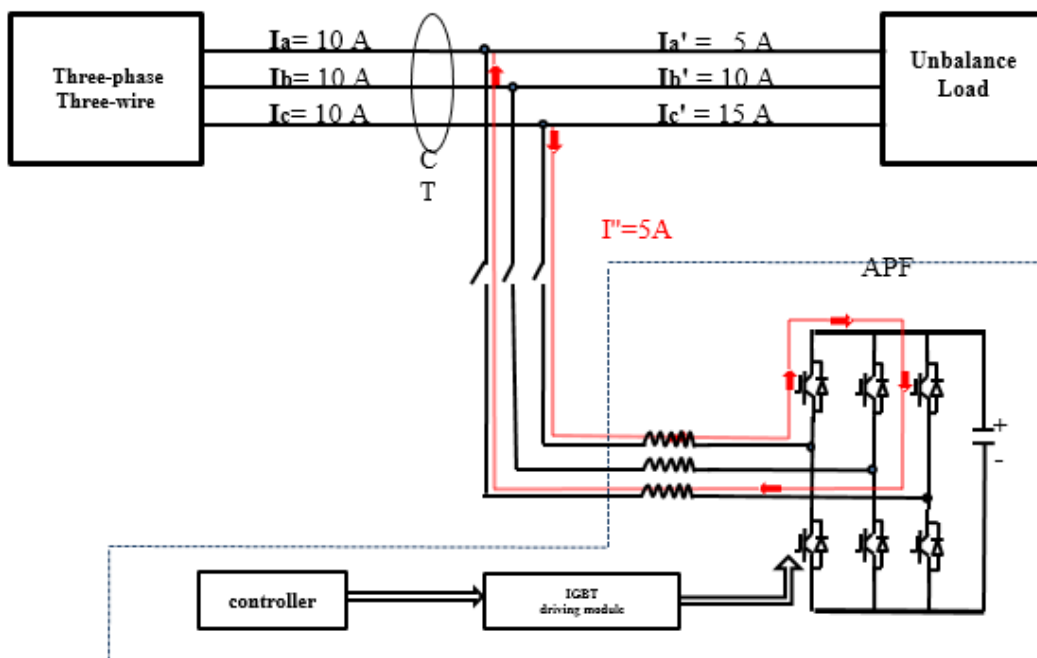 Ia= 10 A
Ia' = 5 A
Three-phase
Three-wire
Ib= 10 A
Ib' = 10 A
Unbalance
Load
Ic= 10 A
Ic' = 15 A
C
T
I"=5A
APF
+
-
controller
IGBT
driving module